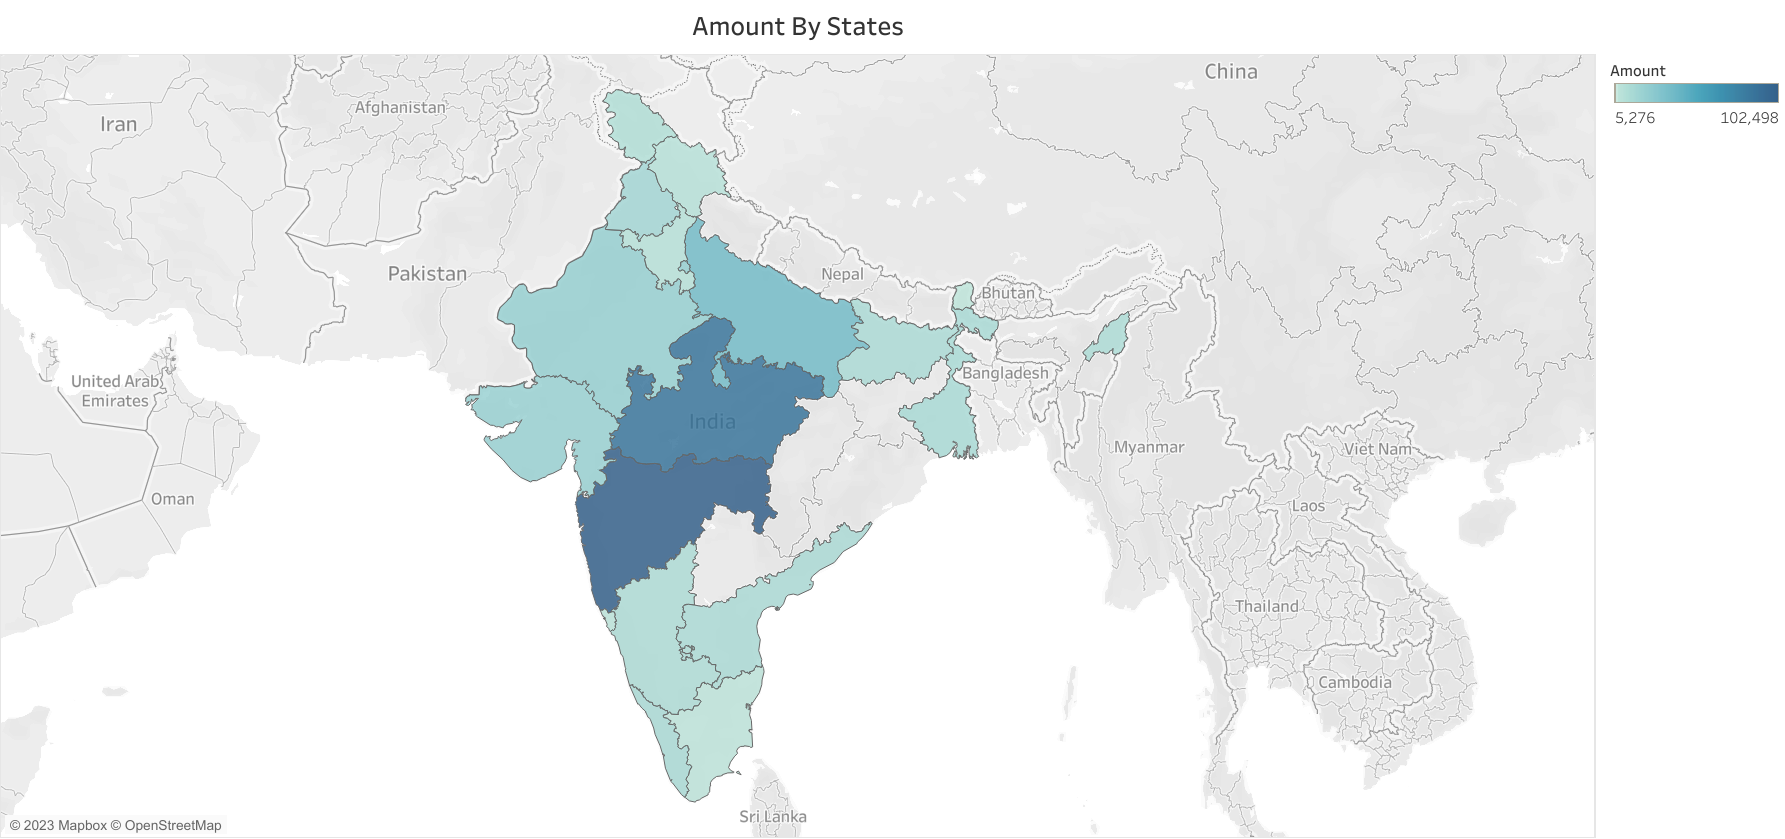 Amount By States
Amount
5,276 102,498
China
Afghanistan
Iran
Pakistan
Nepal
Bhutan
United Arab
Emirates
Bangladesh
India
Myanmar
Viet Nam
Oman
Laos
Thailand
Cambodia
Sri Lanka
© 2023 Mapbox © OpenStreetMap